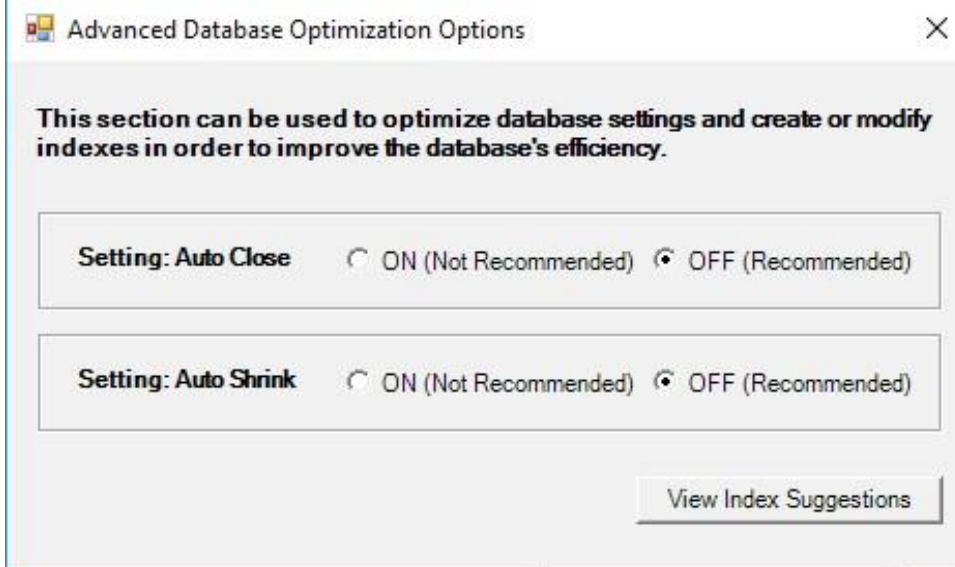 Advanced Database Optimization Options
This section can be used to optimize database settings and create or modify
indexes in order to improve the database's efficiency.
Setting: Auto Close ON (Not Recommended) OFF (Recommended)
Setting: Auto Shrink ON (Not Recommended) OFF (Recommended)
View Index Suggestions